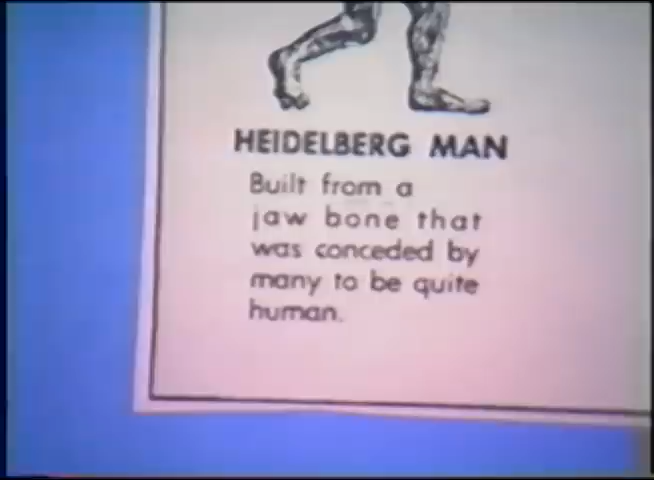 HEIDELBERG MAN
Built from a
jaw bone that
was conceded by
many to be quite
human.